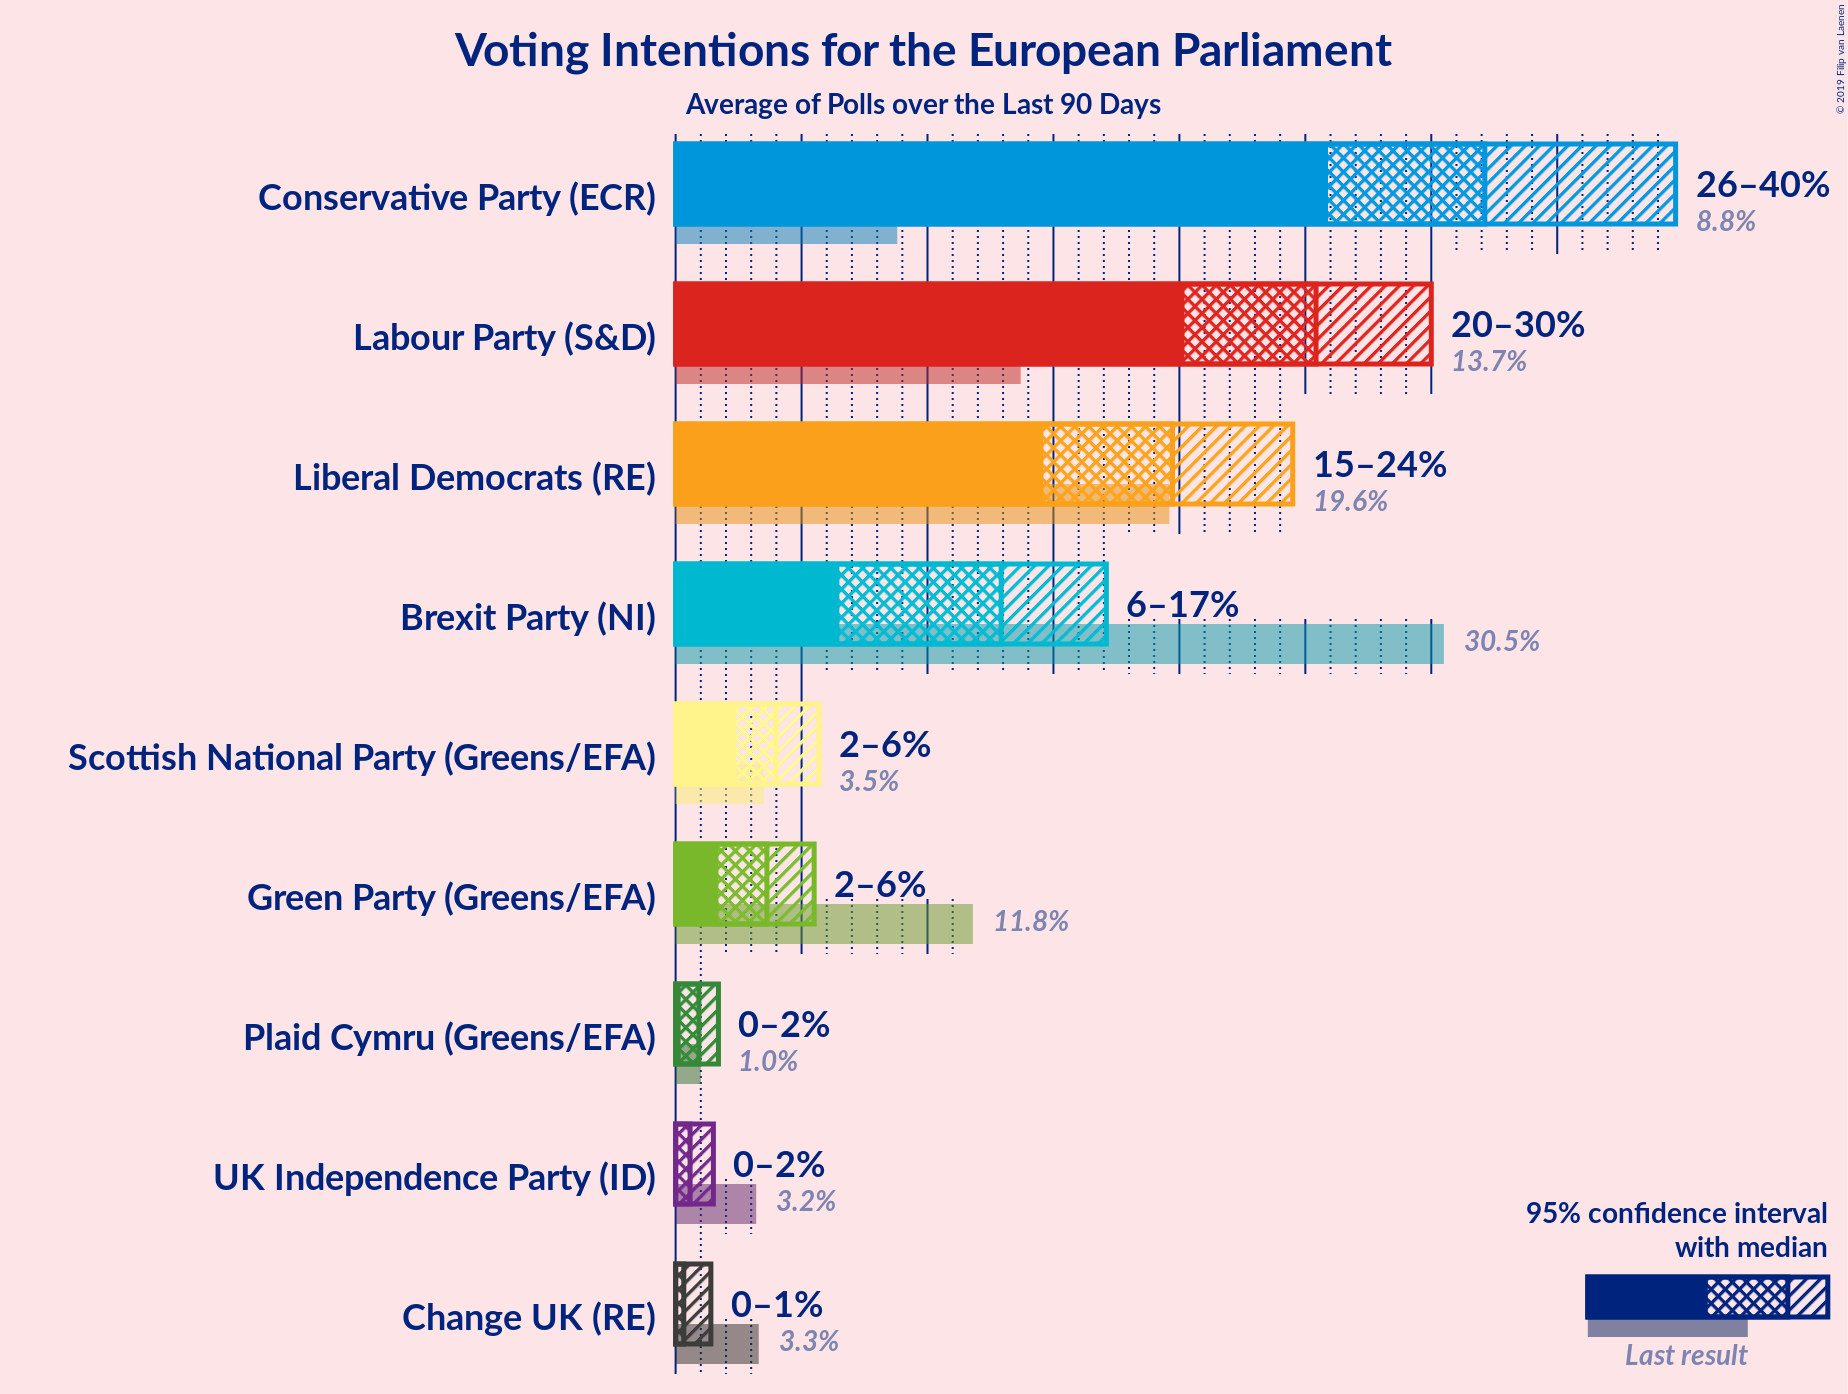 © 2019 Filip van Laenen
Voting Intentions for the European Parliament
Average of Polls over the Last 90 Days
Conservative Party (ECR)
26–40%
8.8%
Labour Party (S&D)
20–30%
13.7%
Liberal Democrats (RE)
15–24%
19.6%
Brexit Party (NI)
6–17%
30.5%
Scottish National Party (Greens/EFA)
2–6%
3.5%
Green Party (Greens/EFA)
2–6%
11.8%
Plaid Cymru (Greens/EFA)
0–2%
1.0%
UK Independence Party (ID)
0–2%
3.2%
Change UK (RE)
0–1%
3.3%
95% confidence interval
with median
Last result